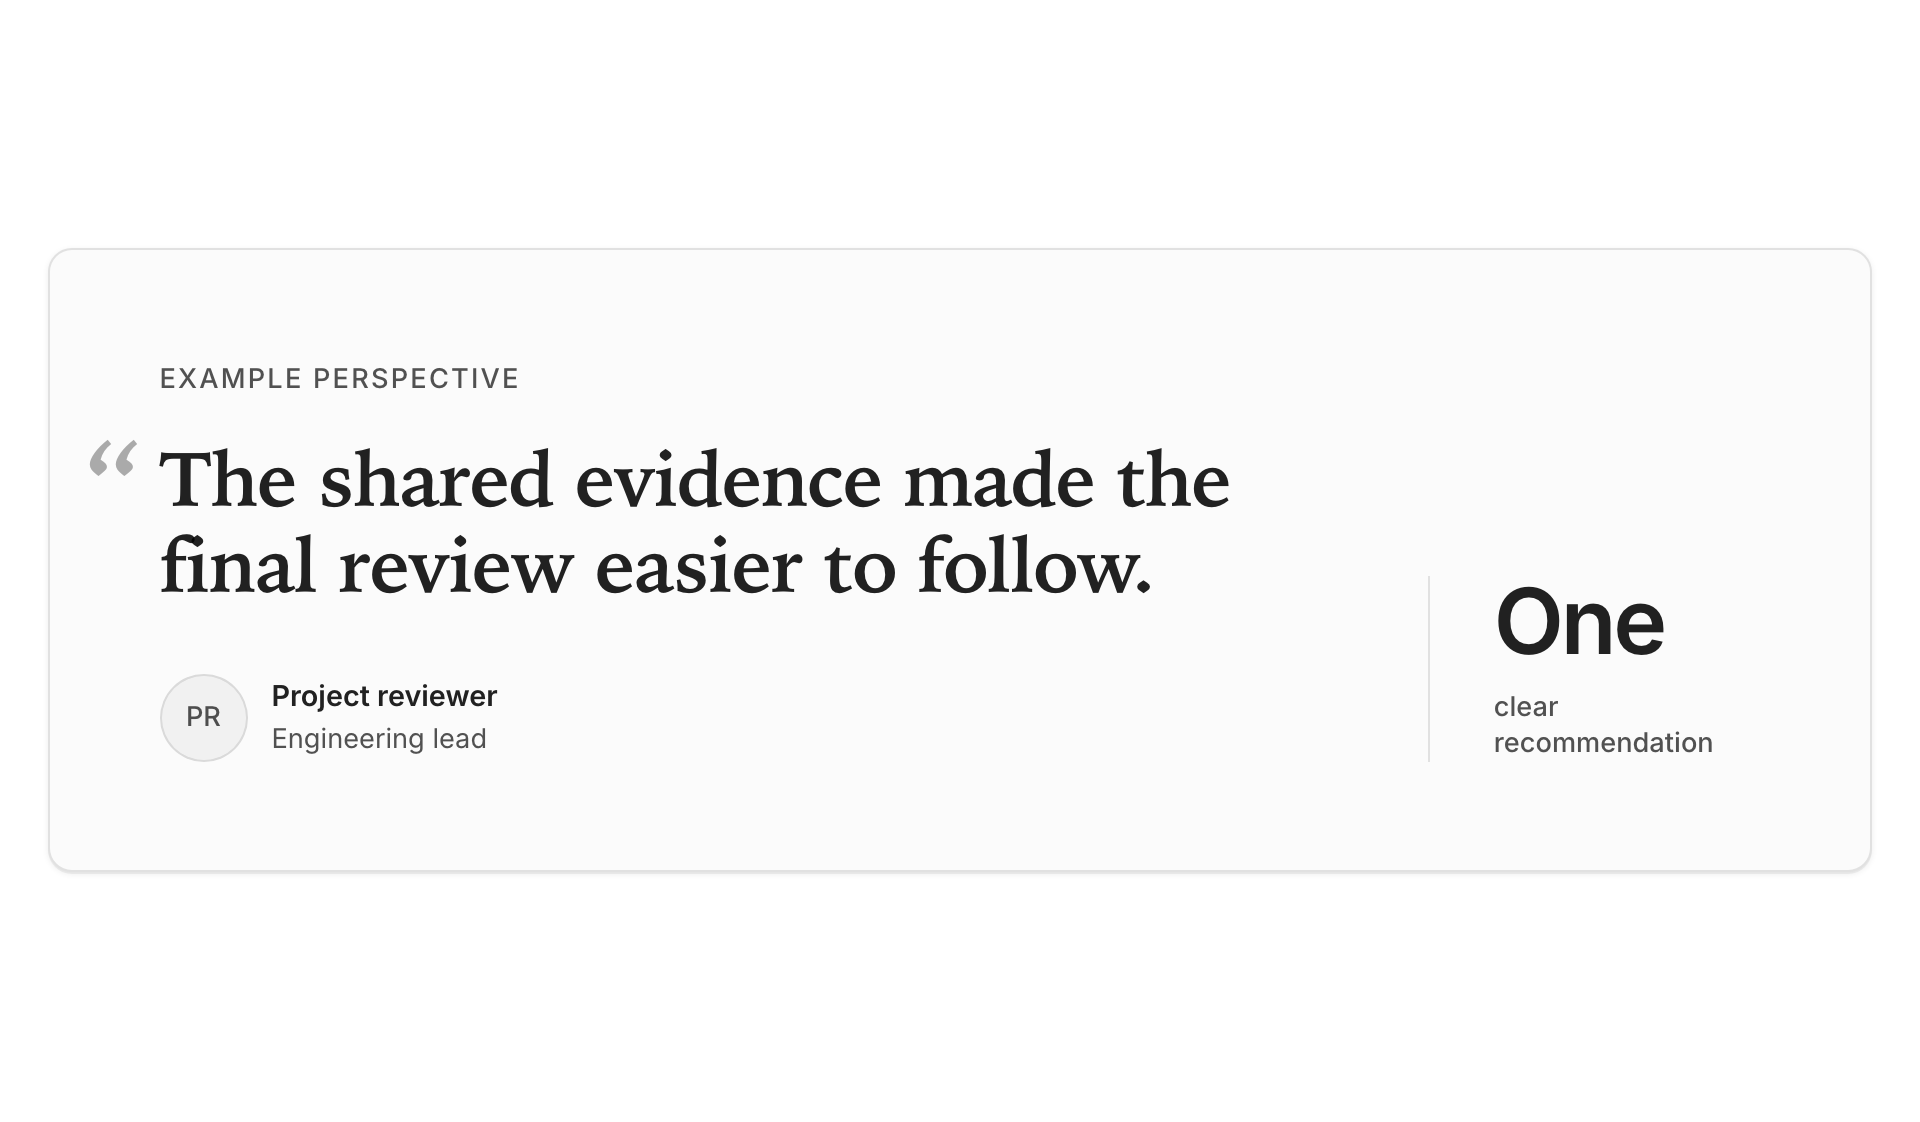 EXAMPLE PERSPECTIVE
“The shared evidence made the
final review easier to follow.
PR
Project reviewer
Engineering lead
One
clear
recommendation